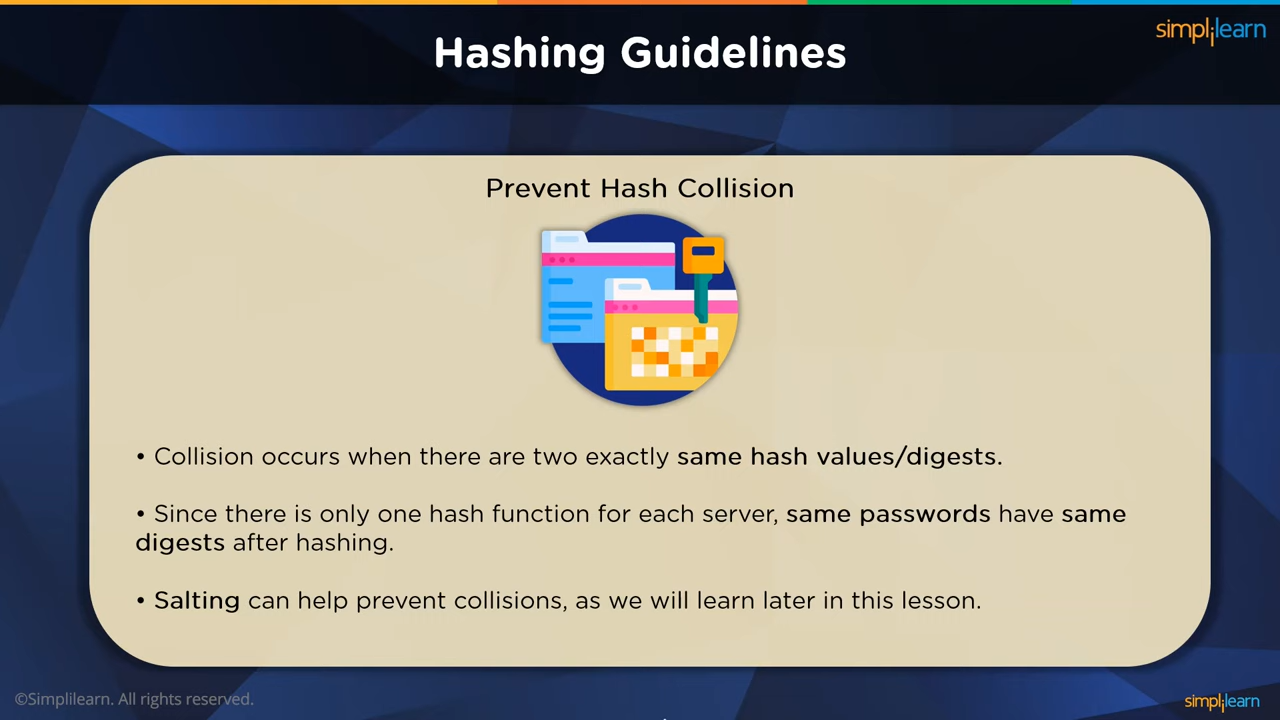 simplilearn
Hashing Guidelines
Prevent Hash Collision
• Collision occurs when there are two exactly same hash values/digests.
• Since there is only one hash function for each server, same passwords have same
digests after hashing.
• Salting can help prevent collisions, as we will learn later in this lesson.
©Simplilearn. All rights reserved.
simplilearn